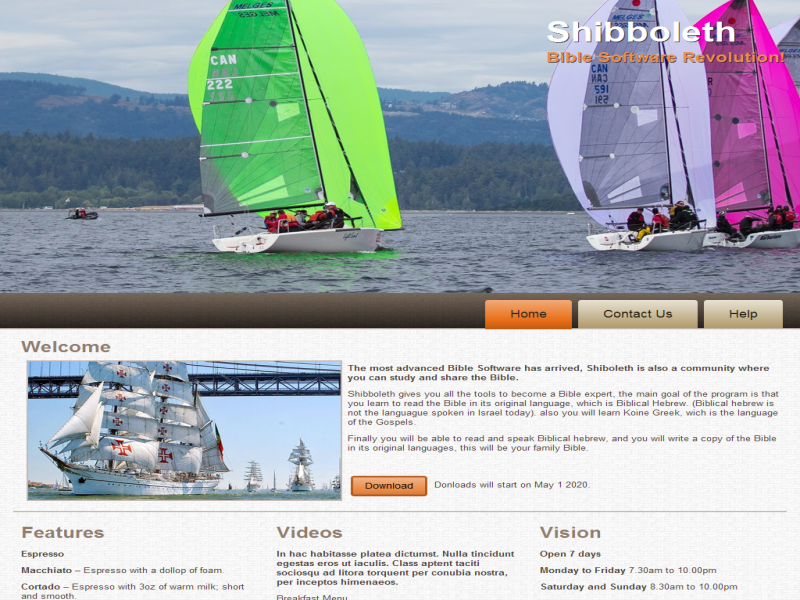 MELGES
Shibboleth
BIble Software Revolution!
CAN
222
CAN
CAN
192
591
Home
Contact Us
Help
Welcome
The most advanced Bible Software has arrived, Shiboleth is also a community where
you can study and share the Bible.
Shibboleth gives you all the tools to become a Bible expert, the main goal of the program is that
you learn to read the Bible in its original language, which is Biblical Hebrew. (Biblical hebrew is
not the languague spoken in Israel today). also you will learn Koine Greek, wich is the language
of the Gospels.
Finally you will be able to read and speak Biblical hebrew, and you will write a copy of the Bible
in its original languages, this will be your family Bible.
Download
Donloads will start on May 1 2020.
Features
Videos
Vision
Espresso
In hac habitasse platea dictumst. Nulla tincidunt
Open 7 days
egestas eros ut iaculis. Class aptent taciti
Macchiato – Espresso with a dollop of foam.
sociosqu ad litora torquent per conubia nostra,
Monday to Friday 7.30am to 10.00pm
per inceptos himenaeos.
Cortado – Espresso with 3oz of warm milk; short
Saturday and Sunday 8.30am to 10.00pm
and smooth.
Breakfast Menu